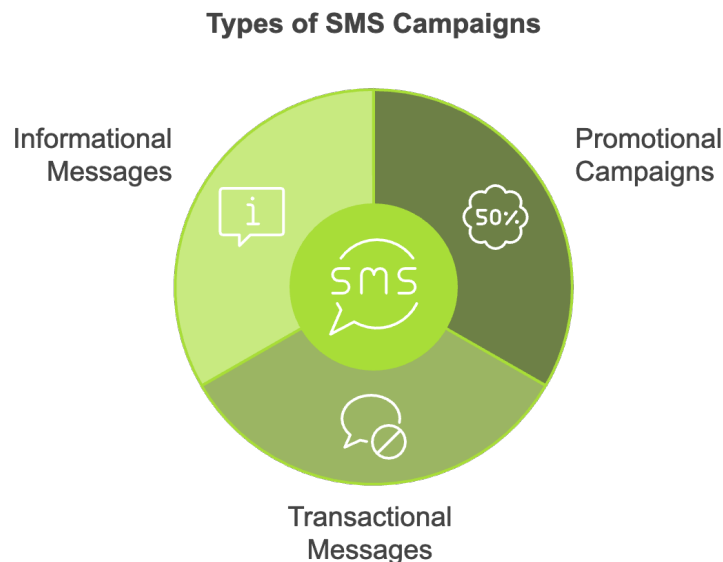 Types of SMS Campaigns
Informational
Messages
Promotional
Campaigns
i
50%
SMS
Transactional
Messages